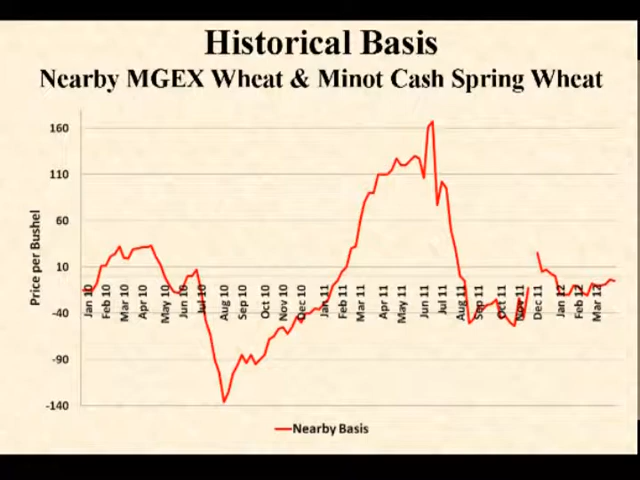 Historical Basis
Nearby MGEX Wheat & Minot Cash Spring Wheat
Price per Bushel
160
110
60
10
-40
-90
-140
Jan 10
Feb 10
Mar 10
Apr 10
May 10
Jun 10
Jul 10
Aug 10
Sep 10
Oct 10
Nov 10
Dec 10
Jan 11
Feb 11
Mar 11
Apr 11
May 11
Jun 11
Jul 11
Aug 11
Sep 11
Oct 11
Nov 11
Dec 11
Jan 12
Feb 12
Mar 12
Nearby Basis